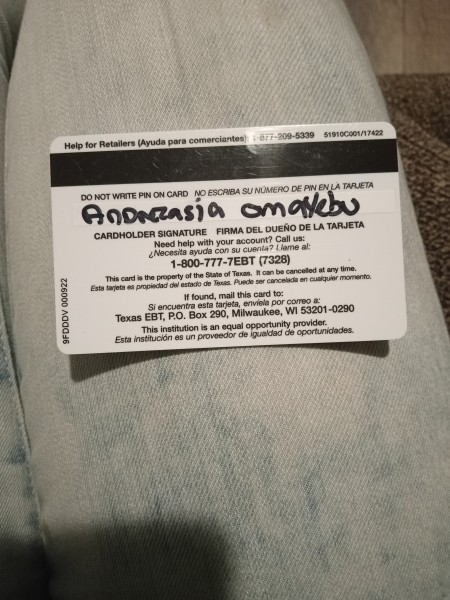 Help for Retailers (Ayuda para comerciantes) 1-877-209-5339 51910C001/17422
DO NOT WRITE PIN ON CARD NO ESCRIBA SU NÚMERO DE PIN EN LA TARJETA
CARDHOLDER SIGNATURE FIRMA DEL DUEÑO DE LA TARJETA
Need help with your account? Call us:
¿Necesita ayuda con su cuenta? Llame al:
1-800-777-7EBT (7328)
This card is the property of the State of Texas. It can be cancelled at any time.
Esta tarjeta es propiedad del estado de Texas. Puede ser cancelada en cualquier momento.
If found, mail this card to:
Si encuentra esta tarjeta, envíela por correo a:
Texas EBT, P.O. Box 290, Milwaukee, WI 53201-0290
This institution is an equal opportunity provider.
Esta institución es un proveedor de igualdad de oportunidades.
9FDDDV 000922